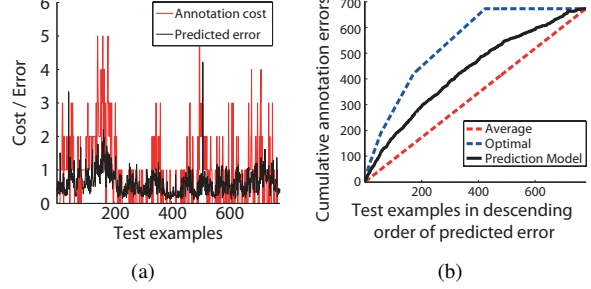 Annotation cost
Predicted error
Cost / Error
6
5
4
3
2
1
0
200
400
600
Test examples
(a)
Cumulative annotation errors
700
600
500
400
300
200
100
0
Average
Optimal
Prediction Model
200
400
600
Test examples in descending
order of predicted error
(b)